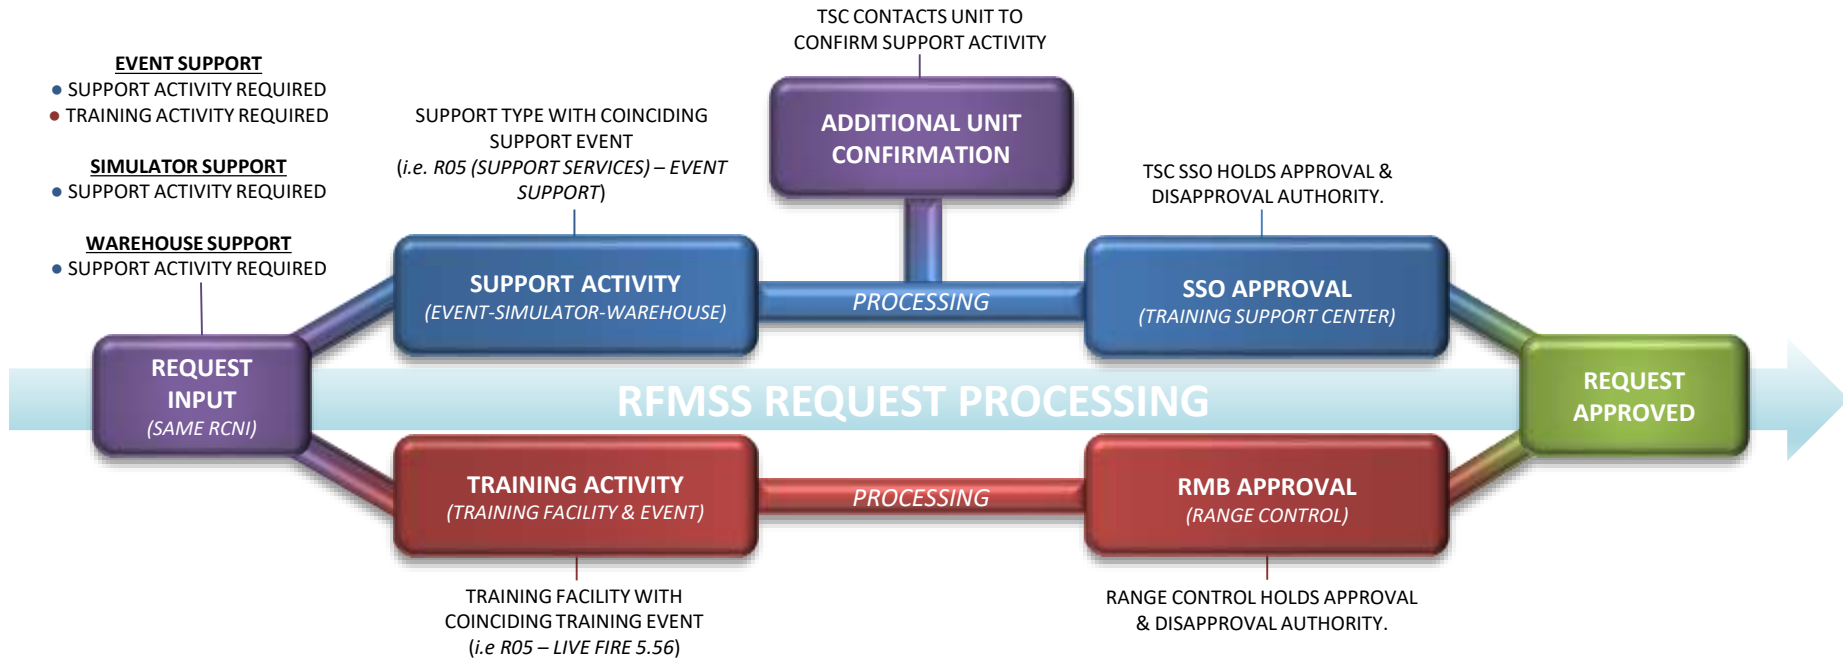 TSC CONTACTS UNIT TO
CONFIRM SUPPORT ACTIVITY
EVENT SUPPORT
● SUPPORT ACTIVITY REQUIRED
● TRAINING ACTIVITY REQUIRED
SIMULATOR SUPPORT
● SUPPORT ACTIVITY REQUIRED
WAREHOUSE SUPPORT
● SUPPORT ACTIVITY REQUIRED
SUPPORT TYPE WITH COINCIDING
SUPPORT EVENT
(i.e. R05 (SUPPORT SERVICES) – EVENT
SUPPORT)
ADDITIONAL UNIT
CONFIRMATION
TSC SSO HOLDS APPROVAL &
DISAPPROVAL AUTHORITY.
SUPPORT ACTIVITY
(EVENT-SIMULATOR-WAREHOUSE)
PROCESSING
SSO APPROVAL
(TRAINING SUPPORT CENTER)
REQUEST
INPUT
(SAME RCNI)
RFMSS REQUEST PROCESSING
REQUEST
APPROVED
TRAINING ACTIVITY
(TRAINING FACILITY & EVENT)
PROCESSING
RMB APPROVAL
(RANGE CONTROL)
TRAINING FACILITY WITH
COINCIDING TRAINING EVENT
(i.e R05 – LIVE FIRE 5.56)
RANGE CONTROL HOLDS APPROVAL
& DISAPPROVAL AUTHORITY.